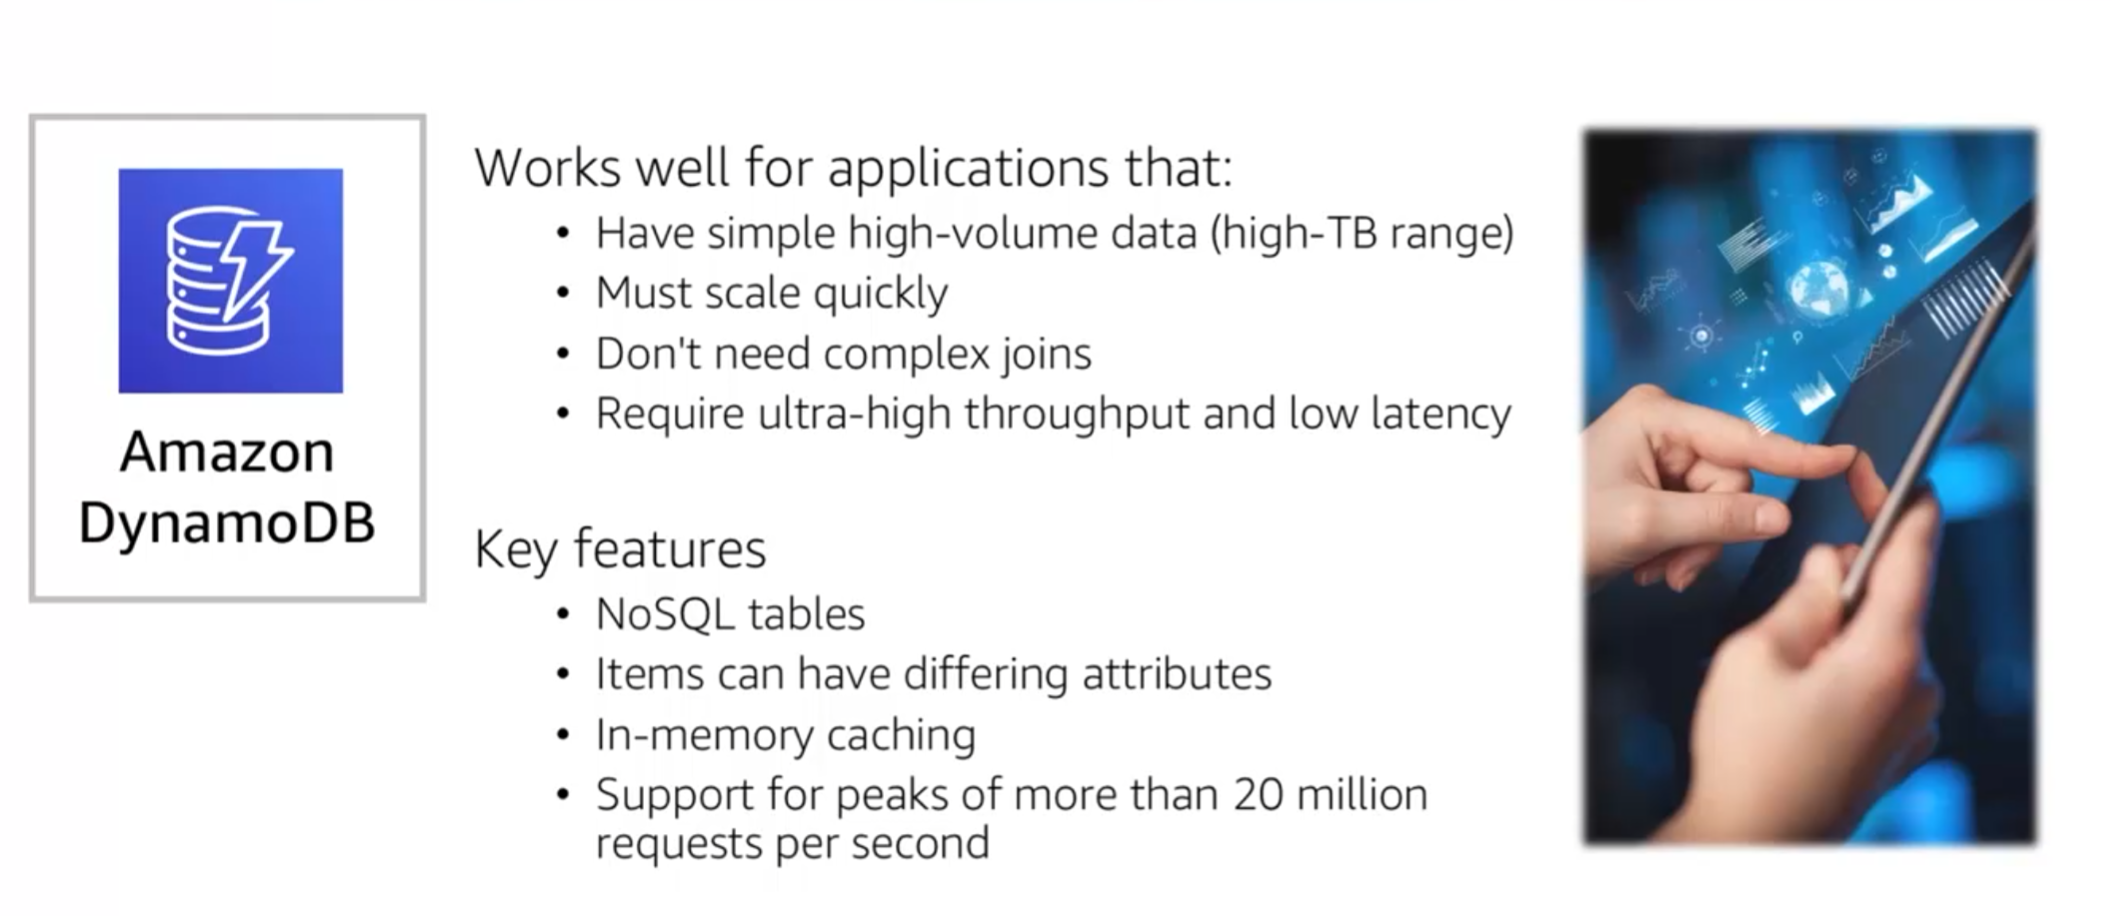 Amazon
DynamoDB
Works well for applications that:
• Have simple high-volume data (high-TB range)
• Must scale quickly
• Don't need complex joins
• Require ultra-high throughput and low latency
Key features
• NoSQL tables
• Items can have differing attributes
• In-memory caching
• Support for peaks of more than 20 million
requests per second